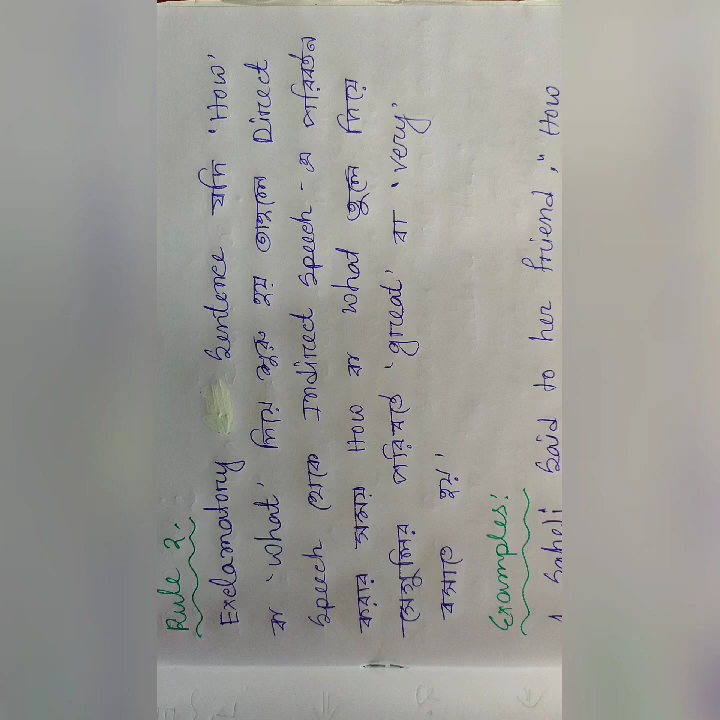 Rule 2.
Exclamatory Sentence যদি 'How'
বা 'what' দিয়ে শুরু হয় তাহলে Direct
Speech থেকে Indirect Speech-এ পরিবর্তন
করার সময় How বা what তুলে দিয়ে
সেগুলির পরিবর্তে 'great' বা 'very'
বসাতে হয়'
Examples:
said to her friend, "How